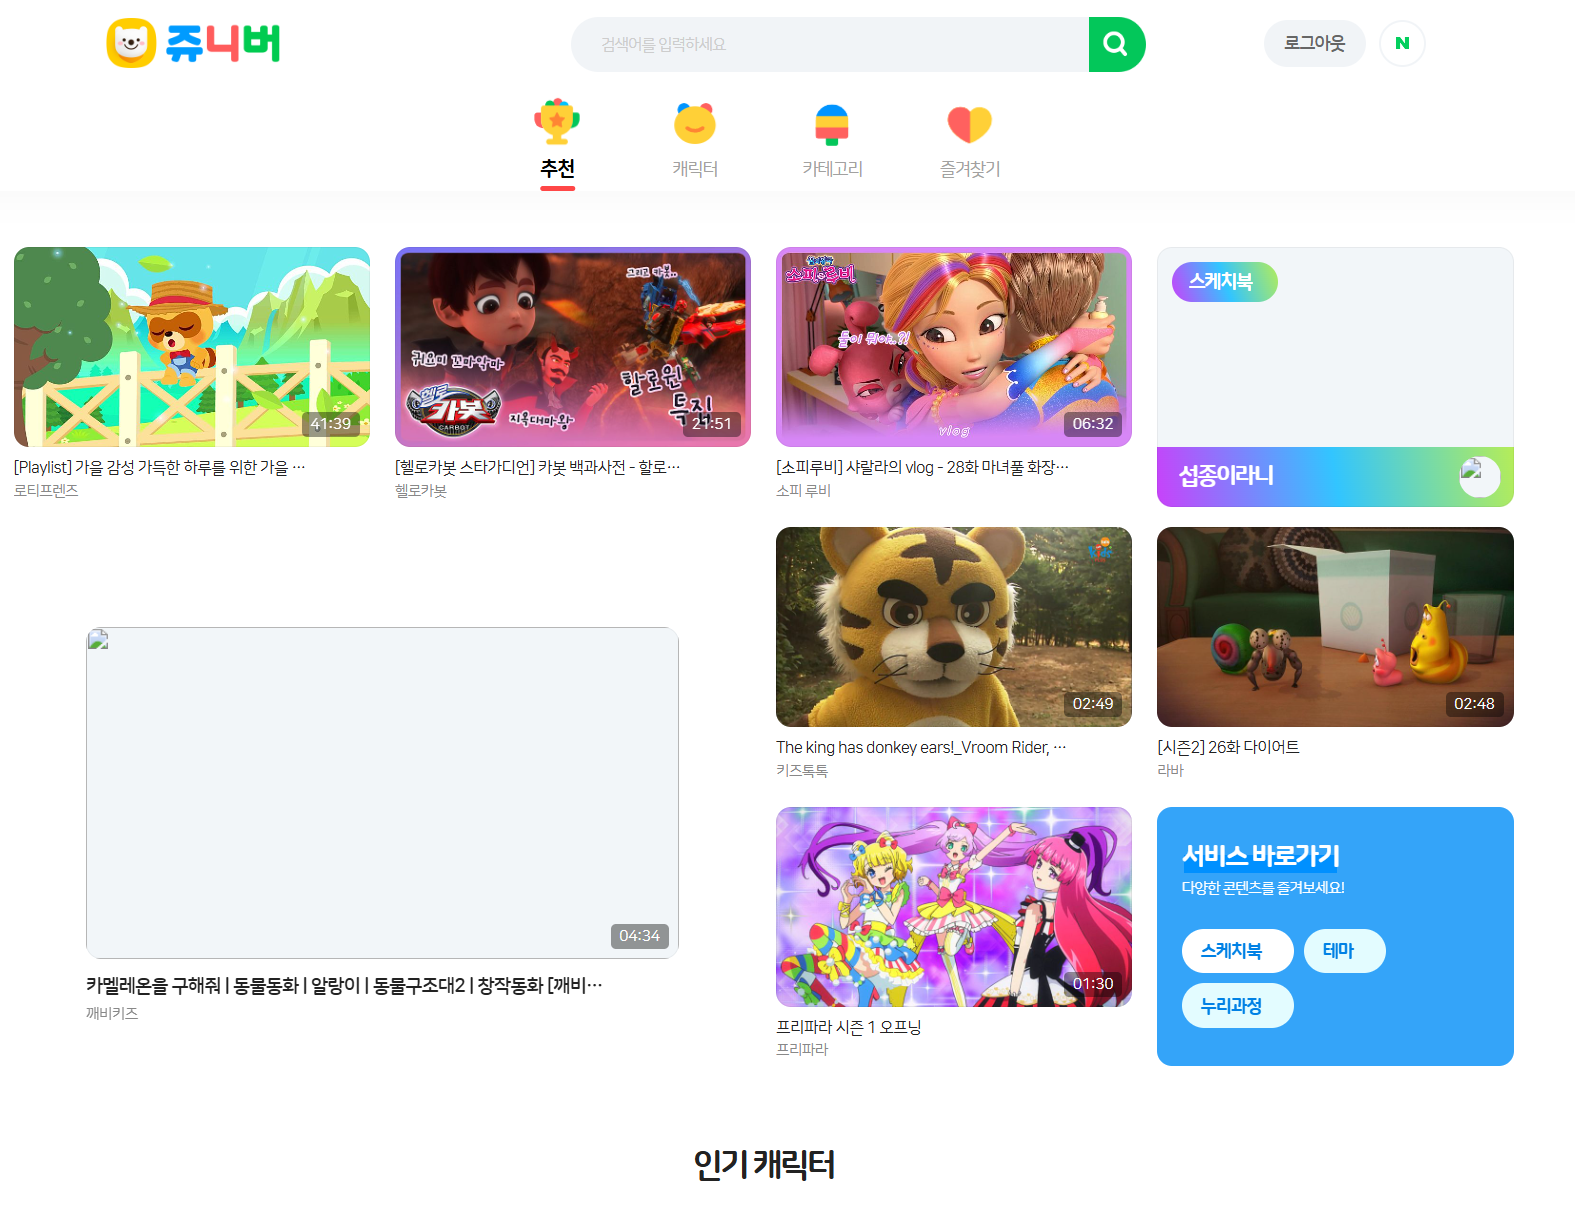 쥬니버
검색어를 입력하세요
로그아웃
N
추천
캐릭터
카테고리
즐겨찾기
41:39
[Playlist] 가을 감성 가득한 하루를 위한 가을 …
로티프렌즈
그리고 카봇..
귀요미 꼬마악마
할로윈
특집
헬로
카봇
CARBOT
지옥대마왕
21:51
[헬로카봇 스타가디언] 카봇 백과사전 - 할로…
헬로카봇
소피루비
둘이 뭐야..?!
vlog
06:32
[소피루비] 샤랄라의 vlog - 28화 마녀풀 화장…
소피 루비
스케치북
섭종이라니
04:34
카멜레온을 구해줘 | 동물동화 | 알랑이 | 동물구조대2 | 창작동화 [깨비…
깨비키즈
02:49
The king has donkey ears!_Vroom Rider, …
키즈톡톡
02:48
[시즌2] 26화 다이어트
라바
01:30
프리파라 시즌 1 오프닝
프리파라
서비스 바로가기
다양한 콘텐츠를 즐겨보세요!
스케치북
테마
누리과정
인기 캐릭터